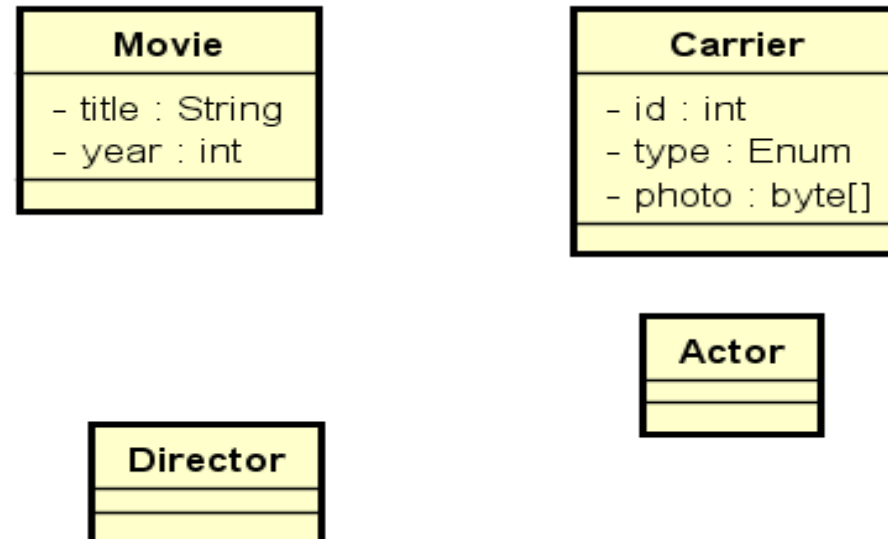 Movie
- title : String
- year : int
Carrier
- id : int
- type : Enum
- photo : byte[]
Actor
Director